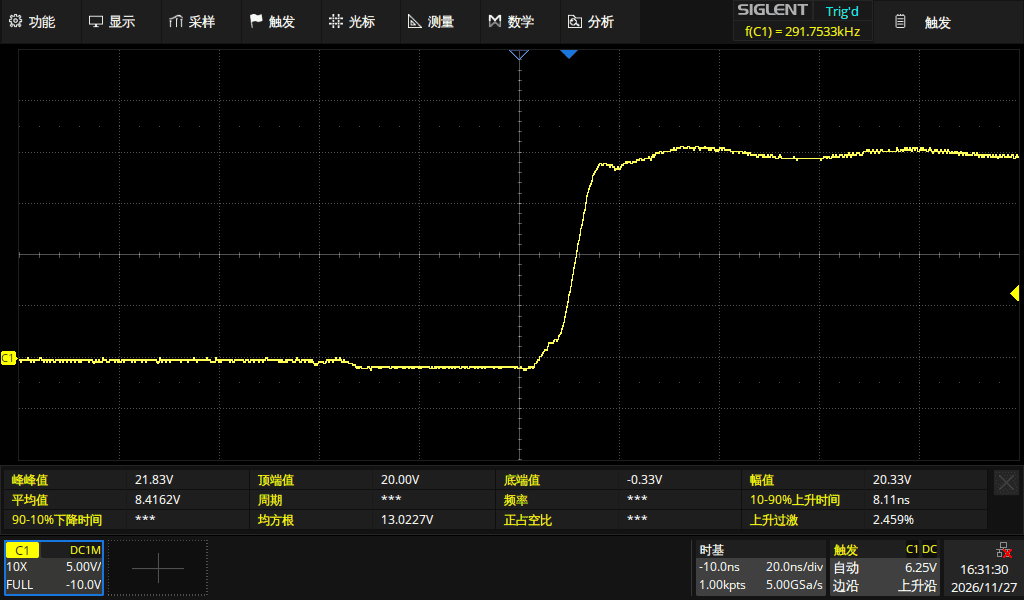 功能 显示 采样 触发 光标 测量 数学 分析 SIGLENT Trig'd 触发
f(C1) = 291.7533kHz
C1
峰峰值 21.83V 顶端值 20.00V 底端值 -0.33V 幅值 20.33V
平均值 8.4162V 周期 *** 频率 *** 10-90%上升时间 8.11ns
90-10%下降时间 *** 均方根 13.0227V 正占空比 *** 上升过激 2.459%
C1 DC1M
10X 5.00V/
FULL -10.0V
时基
-10.0ns 20.0ns/div
1.00kpts 5.00GSa/s
触发 C1 DC
自动 6.25V
边沿 上升沿
16:31:30
2026/11/27